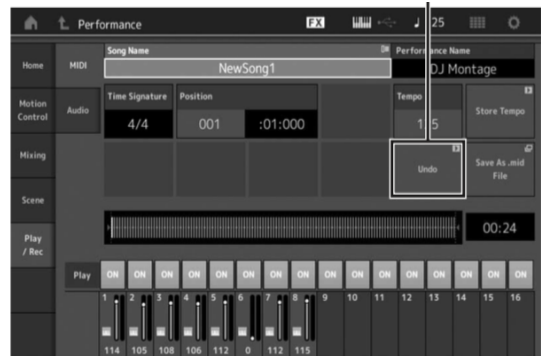 Performance
FX
25
Home
Motion
Control
Mixing
Scene
Play
/ Rec
MIDI
Audio
Song Name
NewSong1
Performance Name
DJ Montage
Time Signature
4/4
Position
001
:01:000
Tempo
Store Tempo
Undo
Save As .mid
File
00:24
Play
ON ON ON ON ON ON ON ON ON ON ON ON ON ON ON ON
1 2 3 4 5 6 7 8 9 10 11 12 13 14 15 16
114 105 108 106 112 0 112 115